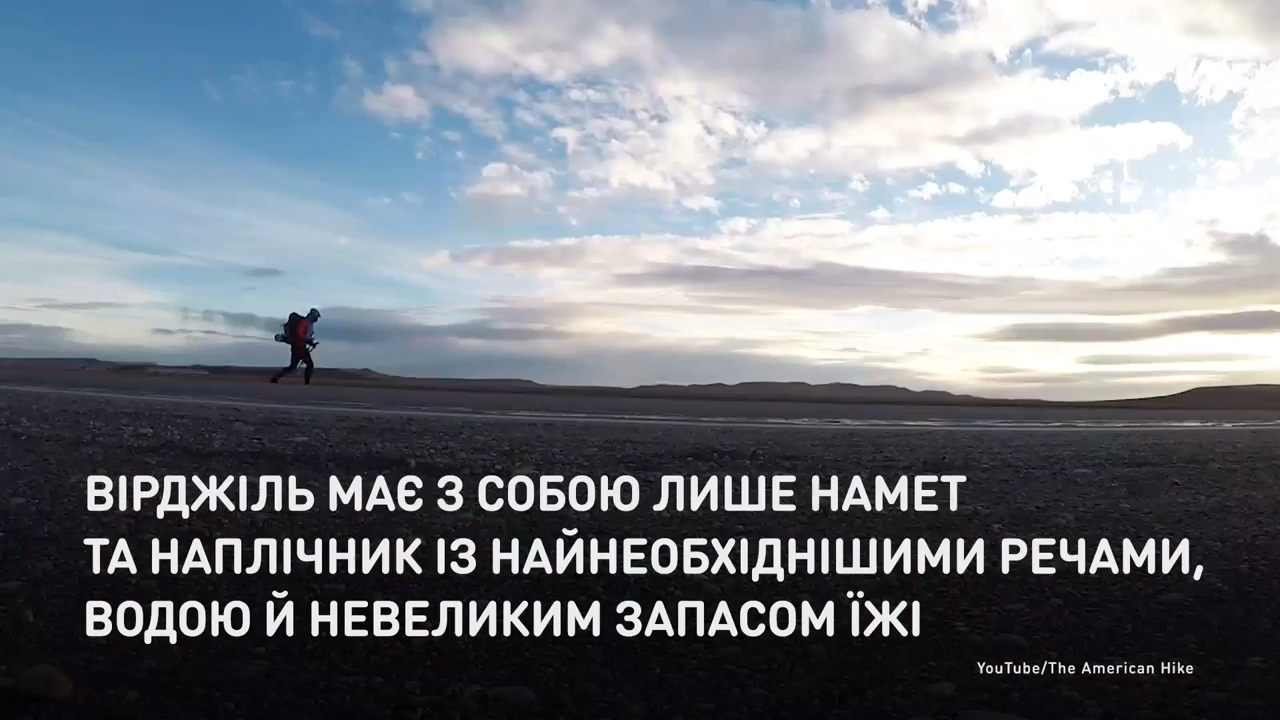 ВІРДЖІЛЬ МАЄ З СОБОЮ ЛИШЕ НАМЕТ
ТА НАПЛІЧНИК ІЗ НАЙНЕОБХІДНІШИМИ РЕЧАМИ,
ВОДОЮ Й НЕВЕЛИКИМ ЗАПАСОМ ЇЖІ
YouTube/The American Hike